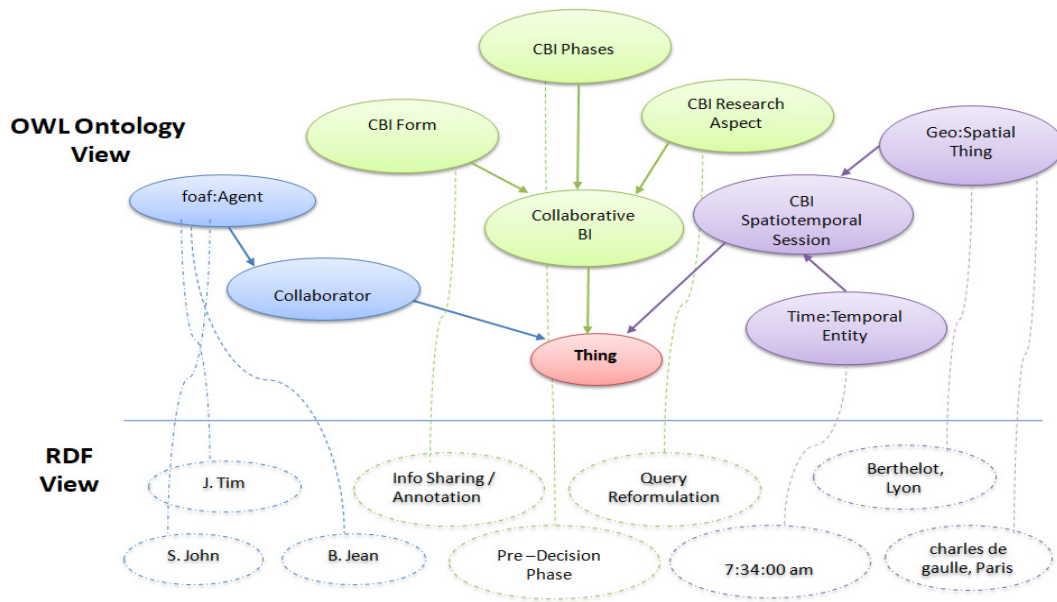 CBI Phases
CBI Form
CBI Research
Aspect
OWL Ontology
View
Geo:Spatial
Thing
foaf:Agent
Collaborative
BI
CBI
Spatiotemporal
Session
Collaborator
Time:Temporal
Entity
Thing
RDF
View
J. Tim
Info Sharing /
Annotation
Query
Reformulation
Berthelot,
Lyon
S. John
B. Jean
Pre –Decision
Phase
7:34:00 am
charles de
gaulle, Paris